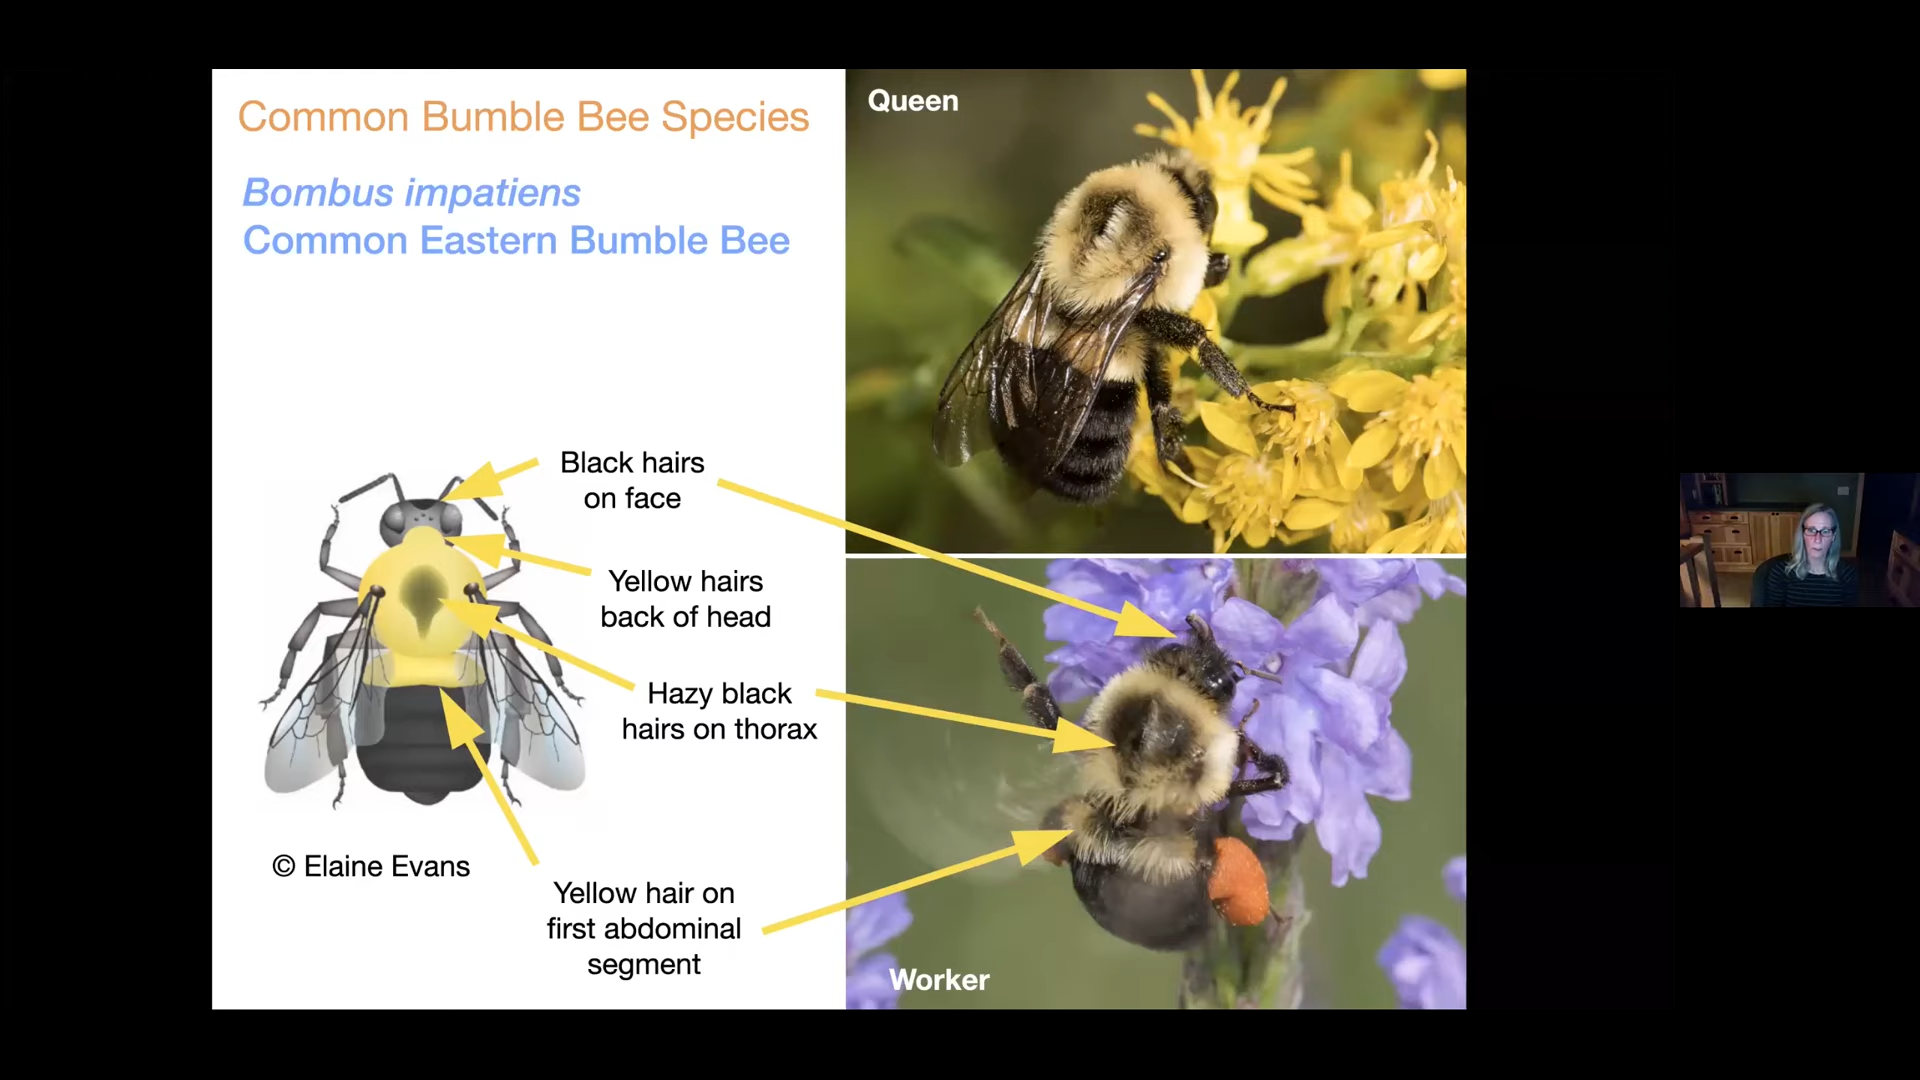 Common Bumble Bee Species
Bombus impatiens
Common Eastern Bumble Bee
Queen
Black hairs
on face
Yellow hairs
back of head
Hazy black
hairs on thorax
© Elaine Evans
Yellow hair on
first abdominal
segment
Worker